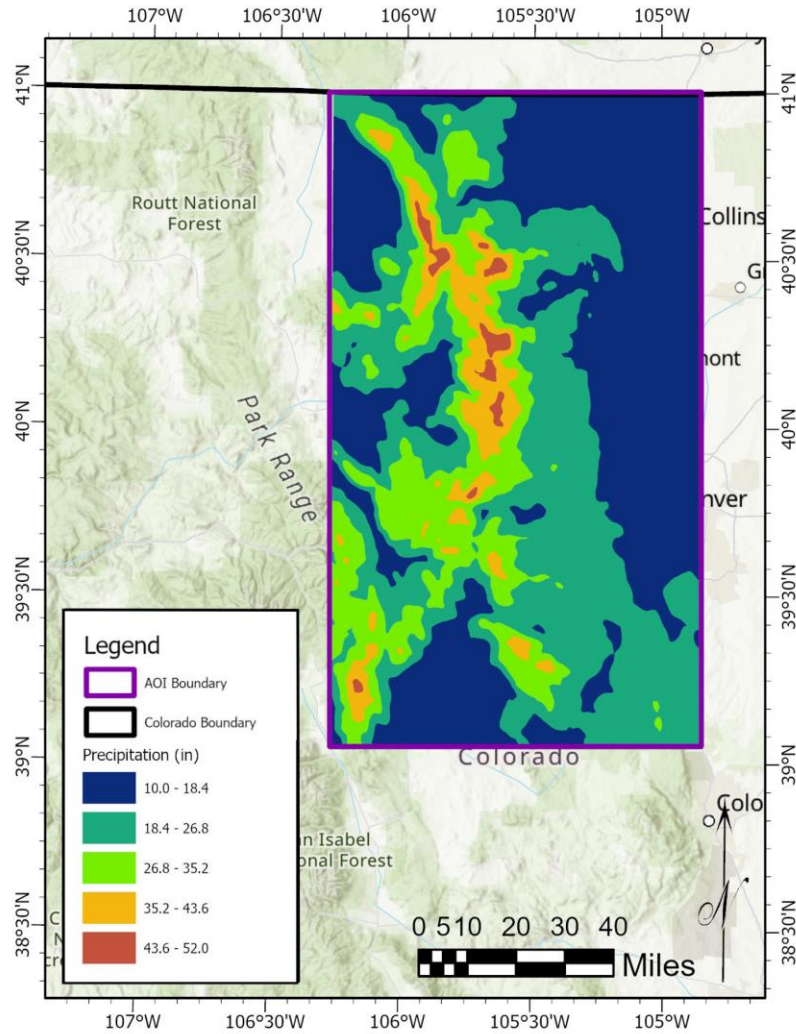 107°W 106°30'W 106°W 105°30'W 105°W
41°N 41°N
Routt National
Forest
Collins
40°30'N 40°30'N
G
mont
40°N 40°N
Park Range
nver
39°30'N 39°30'N
Legend
AOI Boundary
Colorado Boundary
Precipitation (in)
10.0 - 18.4
18.4 - 26.8
26.8 - 35.2
35.2 - 43.6
43.6 - 52.0
39°N 39°N
Colorado
Colo
an Isabel
onal Forest
38°30'N 38°30'N
C
N
cre
N
0 5 10 20 30 40
Miles
107°W 106°30'W 106°W 105°30'W 105°W